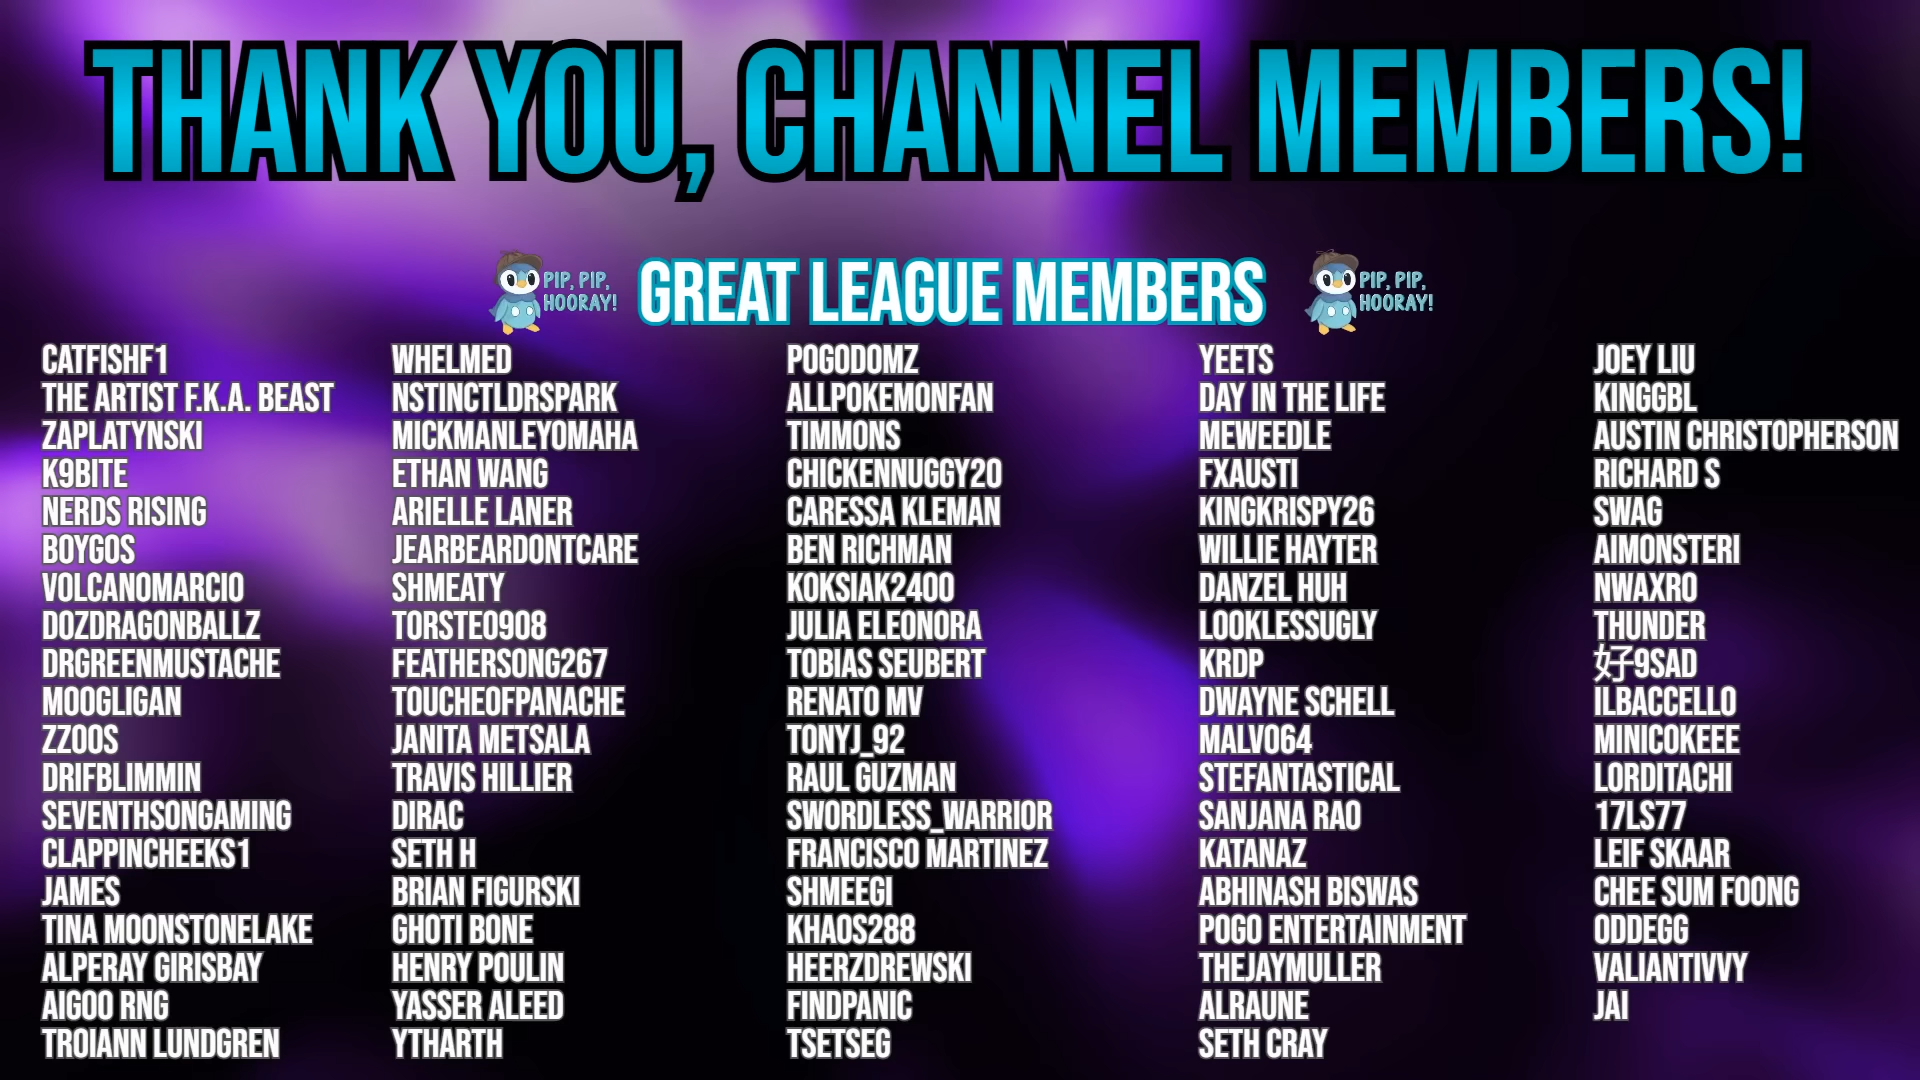 THANK YOU, CHANNEL MEMBERS!
PIP, PIP,
HOORAY!
GREAT LEAGUE MEMBERS
PIP, PIP,
HOORAY!
CATFISHF1
THE ARTIST F.K.A. BEAST
ZAPLATYNSKI
K9BITE
NERDS RISING
BOYGOS
VOLCANOMARCIO
DOZDRAGONBALLZ
DRGREENMUSTACHE
MOOGLIGAN
ZZOOS
DRIFBLIMMIN
SEVENTHSONGAMING
CLAPPINCHEEKS1
JAMES
TINA MOONSTONELAKE
ALPERAY GIRISBAY
AIGOO RNG
TROIANN LUNDGREN
WHELMED
NSTINCTLDRSPARK
MICKMANLEYOMAHA
ETHAN WANG
ARIELLE LANER
JEARBEARDONTCARE
SHMEATY
TORSTE0908
FEATHERSONG267
TOUCHEOFPANACHE
JANITA METSALA
TRAVIS HILLIER
DIRAC
SETH H
BRIAN FIGURSKI
GHOTI BONE
HENRY POULIN
YASSER ALEED
YTHARTH
POGODOMZ
ALLPOKEMONFAN
TIMMONS
CHICKENNUGGY20
CARESSA KLEMAN
BEN RICHMAN
KOKSIAK2400
JULIA ELEONORA
TOBIAS SEUBERT
RENATO MV
TONYJ_92
RAUL GUZMAN
SWORDLESS_WARRIOR
FRANCISCO MARTINEZ
SHMEEGI
KHAOS288
HEERZDREWSKI
FINDPANIC
TSETSEG
YEETS
DAY IN THE LIFE
MEWEEDLE
FXAUSTI
KINGKRISPY26
WILLIE HAYTER
DANZEL HUH
LOOKLESSUGLY
KRDP
DWAYNE SCHELL
MALVO64
STEFANTASTICAL
SANJANA RAO
KATANAZ
ABHINASH BISWAS
POGO ENTERTAINMENT
THEJAYMULLER
ALRAUNE
SETH CRAY
JOEY LIU
KINGGBL
AUSTIN CHRISTOPHERSON
RICHARD S
SWAG
AIMONSTERI
NWAXRO
THUNDER
好9SAD
ILBACCELLO
MINICOKEEE
LORDITACHI
17LS77
LEIF SKAAR
CHEE SUM FOONG
ODDEGG
VALIANTIVVY
JAI